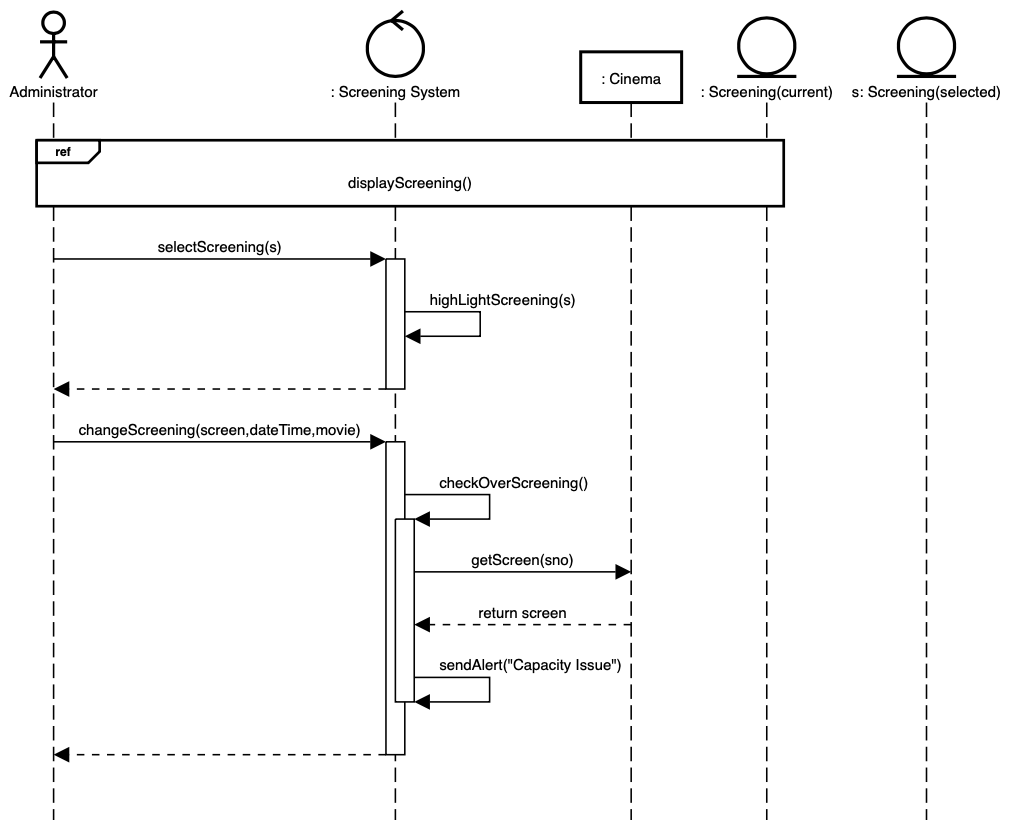 Administrator
: Screening System
: Cinema
: Screening(current)
s: Screening(selected)
ref
displayScreening()
selectScreening(s)
highLightScreening(s)
changeScreening(screen,dateTime,movie)
checkOverScreening()
getScreen(sno)
return screen
sendAlert("Capacity Issue")